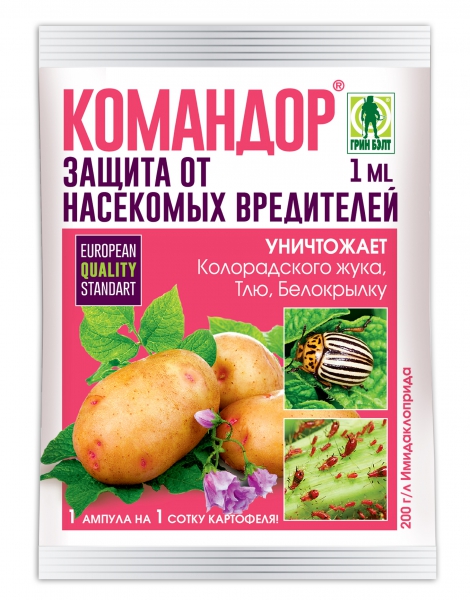 КОМАНДОР®
ГРИН БЭЛТ
ЗАЩИТА ОТ
1 ML
НАСЕКОМЫХ ВРЕДИТЕЛЕЙ
EUROPEAN
QUALITY
STANDART
УНИЧТОЖАЕТ
Колорадского жука,
Тлю, Белокрылку
200 г/л Имидаклоприда
1 АМПУЛА НА 1 СОТКУ КАРТОФЕЛЯ!